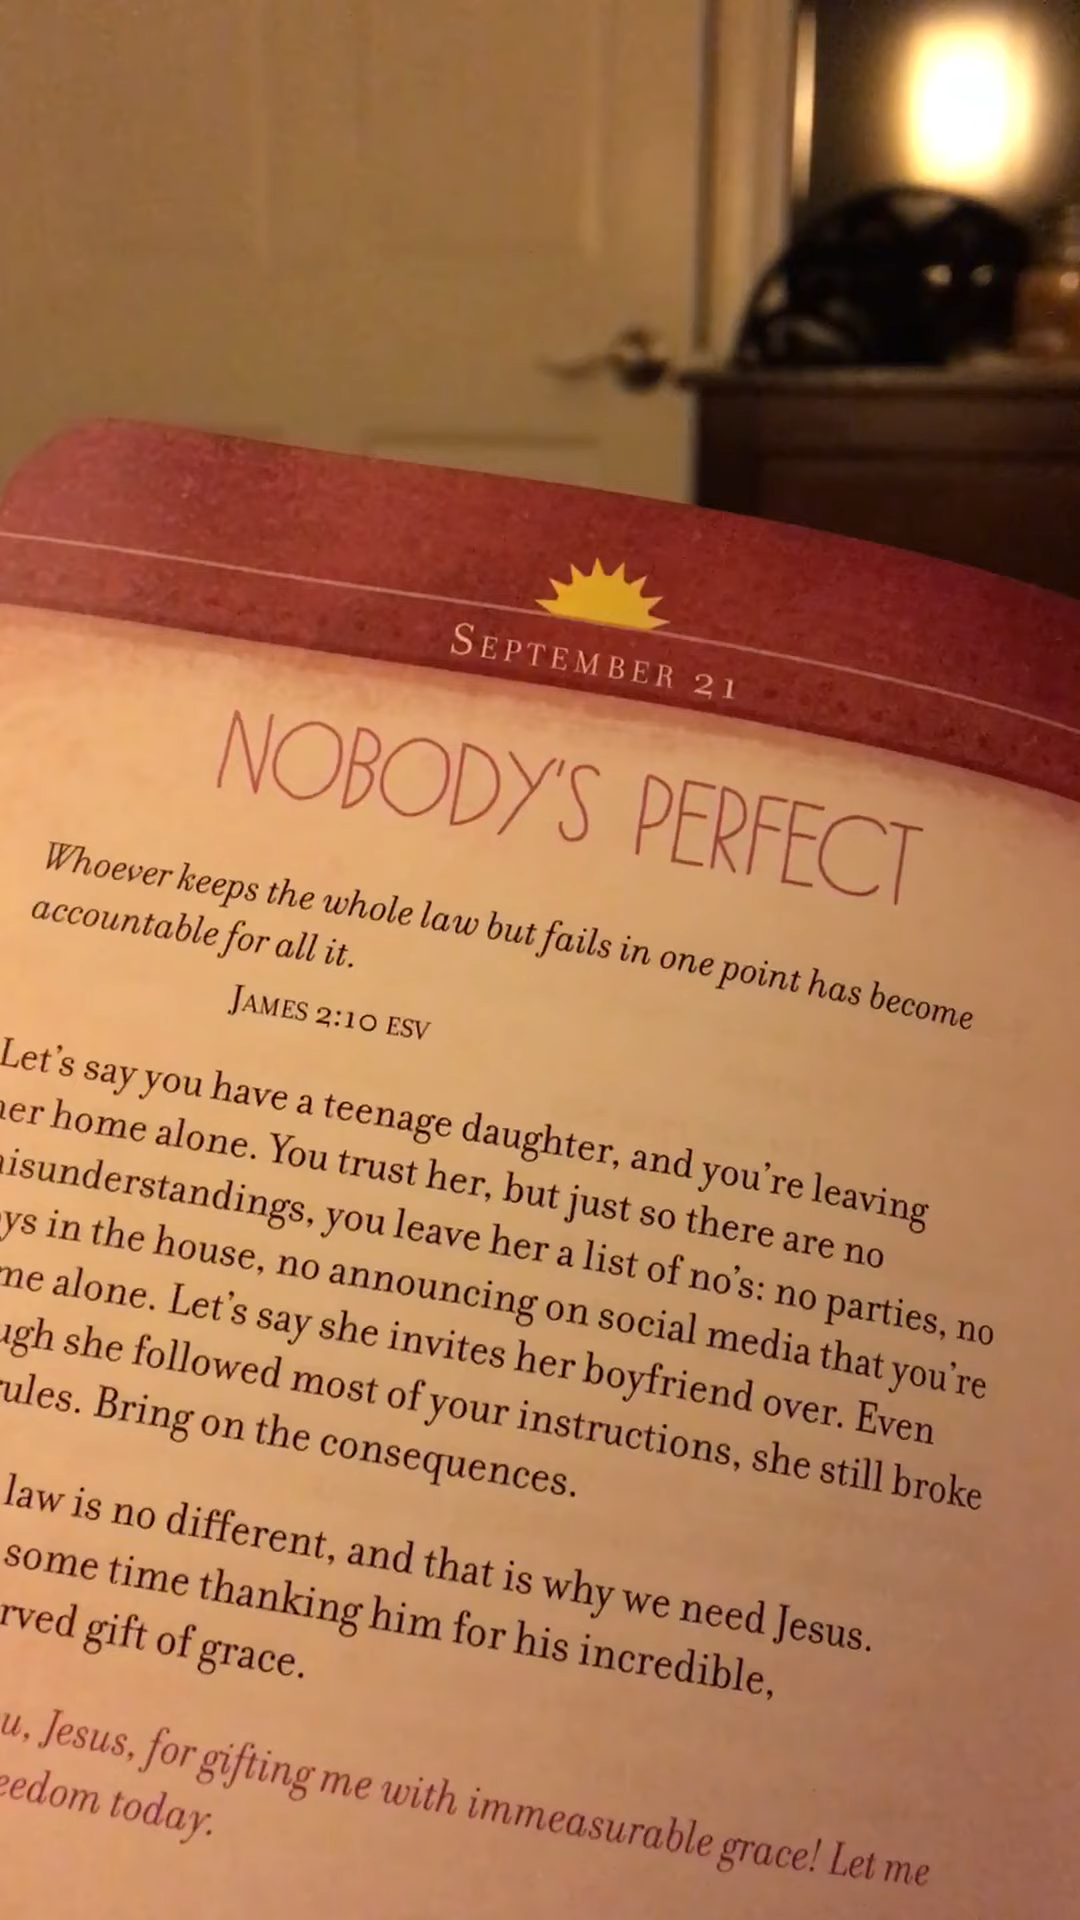 SEPTEMBER 21
NOBODY'S PERFECT
Whoever keeps the whole law but fails in one point has become
accountable for all it.
JAMES 2:10 ESV
Let's say you have a teenage daughter, and you're leaving
her home alone. You trust her, but just so there are no
misunderstandings, you leave her a list of no's: no parties, no
in the house, no announcing on social media that you're
alone. Let's say she invites her boyfriend over. Even
she followed most of your instructions, she still broke
rules. Bring on the consequences.
law is no different, and that is why we need Jesus.
some time thanking him for his incredible,
gift of grace.
Jesus, for gifting me with immeasurable grace! Let me
today.